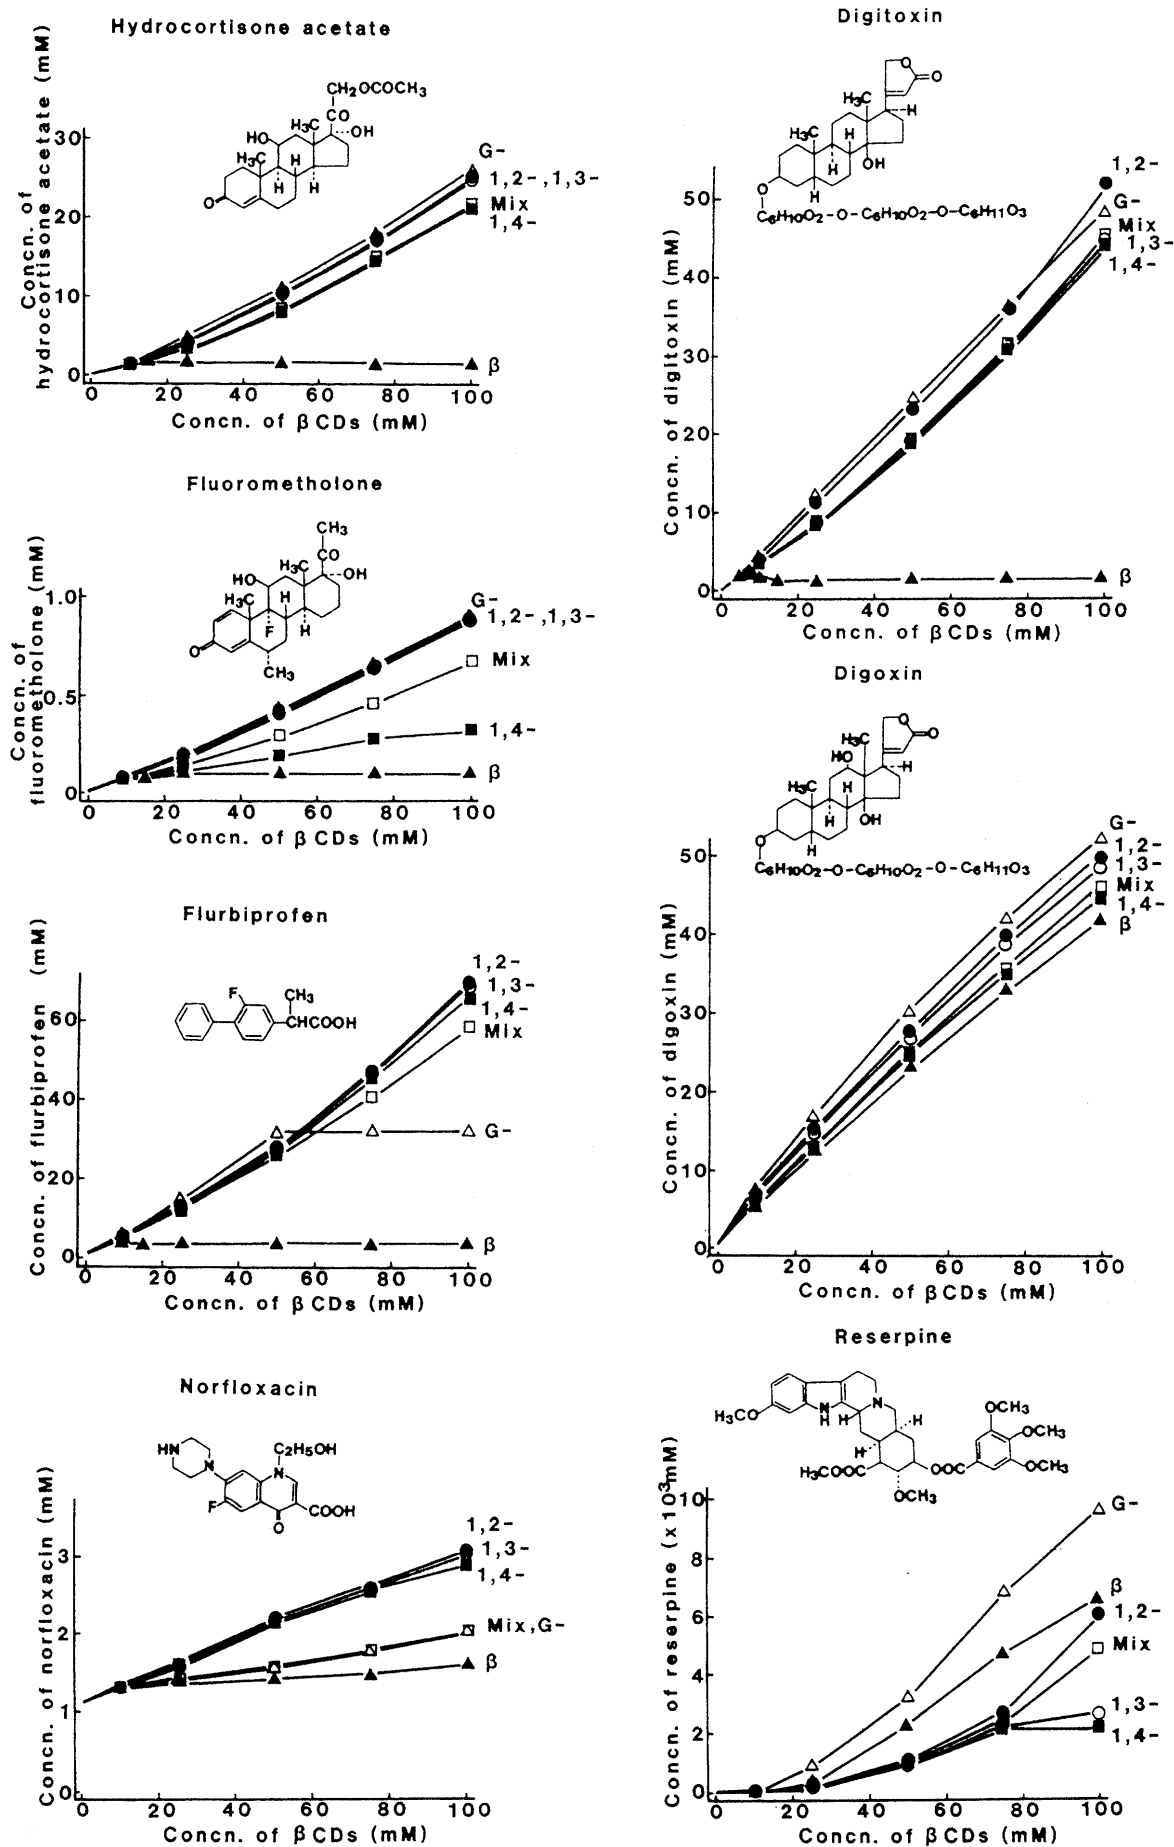 Hydrocortisone acetate
Concn. of
hydrocortisone acetate (mM)
CH2OCOCH3
CO
H3C
OH
HO
H3C
H
H
H
O
30
20
10
0
G-
1,2-,1,3-
Mix
1,4-
β
0 20 40 60 80 100
Concn. of βCDs (mM)
Fluorometholone
Concn. of
fluorometholone (mM)
CH3
CO
H3C
OH
HO
H3C
H
F
H
O
CH3
1.0
0.5
0
G-
1,2-,1,3-
Mix
1,4-
β
0 20 40 60 80 100
Concn. of βCDs (mM)
Flurbiprofen
Concn. of flurbiprofen (mM)
F
CH3
CHCOOH
60
40
20
0
1,2-
1,3-
1,4-
Mix
G-
β
0 20 40 60 80 100
Concn. of βCDs (mM)
Norfloxacin
Concn. of norfloxacin (mM)
HN
N
C2H5OH
N
F
COOH
O
3
2
1
0
1,2-
1,3-
1,4-
Mix,G-
β
0 20 40 60 80 100
Concn. of βCDs (mM)
Digitoxin
Concn. of digitoxin (mM)
O
O
H3C
H
H3C
H
H
OH
O
H
C6H10O2-O-C6H10O2-O-C6H11O3
50
40
30
20
10
0
1,2-
G-
Mix
1,3-
1,4-
β
0 20 40 60 80 100
Concn. of βCDs (mM)
Digoxin
Concn. of digoxin (mM)
O
O
H3C
HO
H
H3C
H
H
OH
O
H
C6H10O2-O-C6H10O2-O-C6H11O3
50
40
30
20
10
0
G-
1,2-
1,3-
Mix
1,4-
β
0 20 40 60 80 100
Concn. of βCDs (mM)
Reserpine
Concn. of reserpine (x 10³mM)
H3CO
N
H
H
N
H
H
H3COOC
OCH3
OOC
OCH3
OCH3
OCH3
10
8
6
4
2
0
G-
β
1,2-
Mix
1,3-
1,4-
0 20 40 60 80 100
Concn. of βCDs (mM)